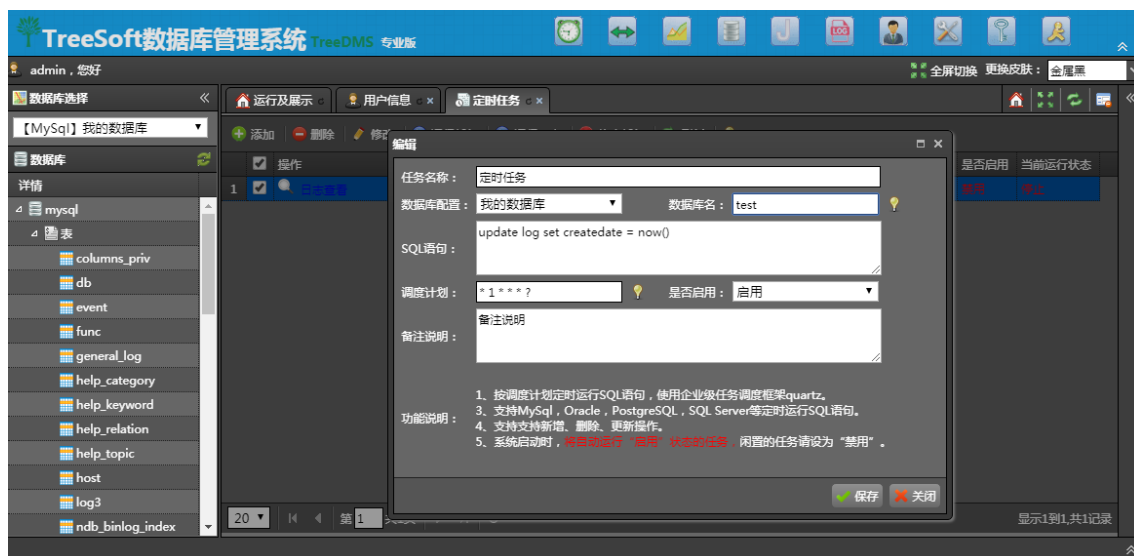 TreeSoft数据库管理系统 TreeDMS 专业版
LOG
admin，您好
全屏切换 更换皮肤： 金属黑
数据库选择
运行及展示 用户信息 定时任务
【MySql】我的数据库
添加 删除
数据库
操作
是否启用 当前运行状态
详情
1
mysql
表
columns_priv
db
event
func
general_log
help_category
help_keyword
help_relation
help_topic
host
log3
ndb_binlog_index
编辑
任务名称： 定时任务
数据库配置： 我的数据库 数据库名： test
SQL语句： update log set createdate = now()
调度计划： * 1 * * * ? 是否启用： 启用
备注说明： 备注说明
功能说明：
1、按调度计划定时运行SQL语句，使用企业级任务调度框架quartz。
3、支持MySql，Oracle，PostgreSQL，SQL Server等定时运行SQL语句。
4、支持支持新增、删除、更新操作。
5、系统启动时，将自动运行“启用”状态的任务，闲置的任务请设为“禁用”。
保存 关闭
20 第 1
显示1到1,共1记录